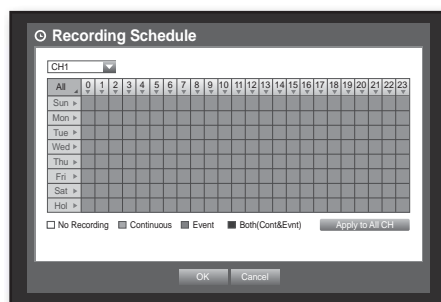 Recording Schedule
CH1
All 0 1 2 3 4 5 6 7 8 9 10 11 12 13 14 15 16 17 18 19 20 21 22 23
Sun
Mon
Tue
Wed
Thu
Fri
Sat
Hol
No Recording Continuous Event Both(Cont&Evnt) Apply to All CH
OK Cancel